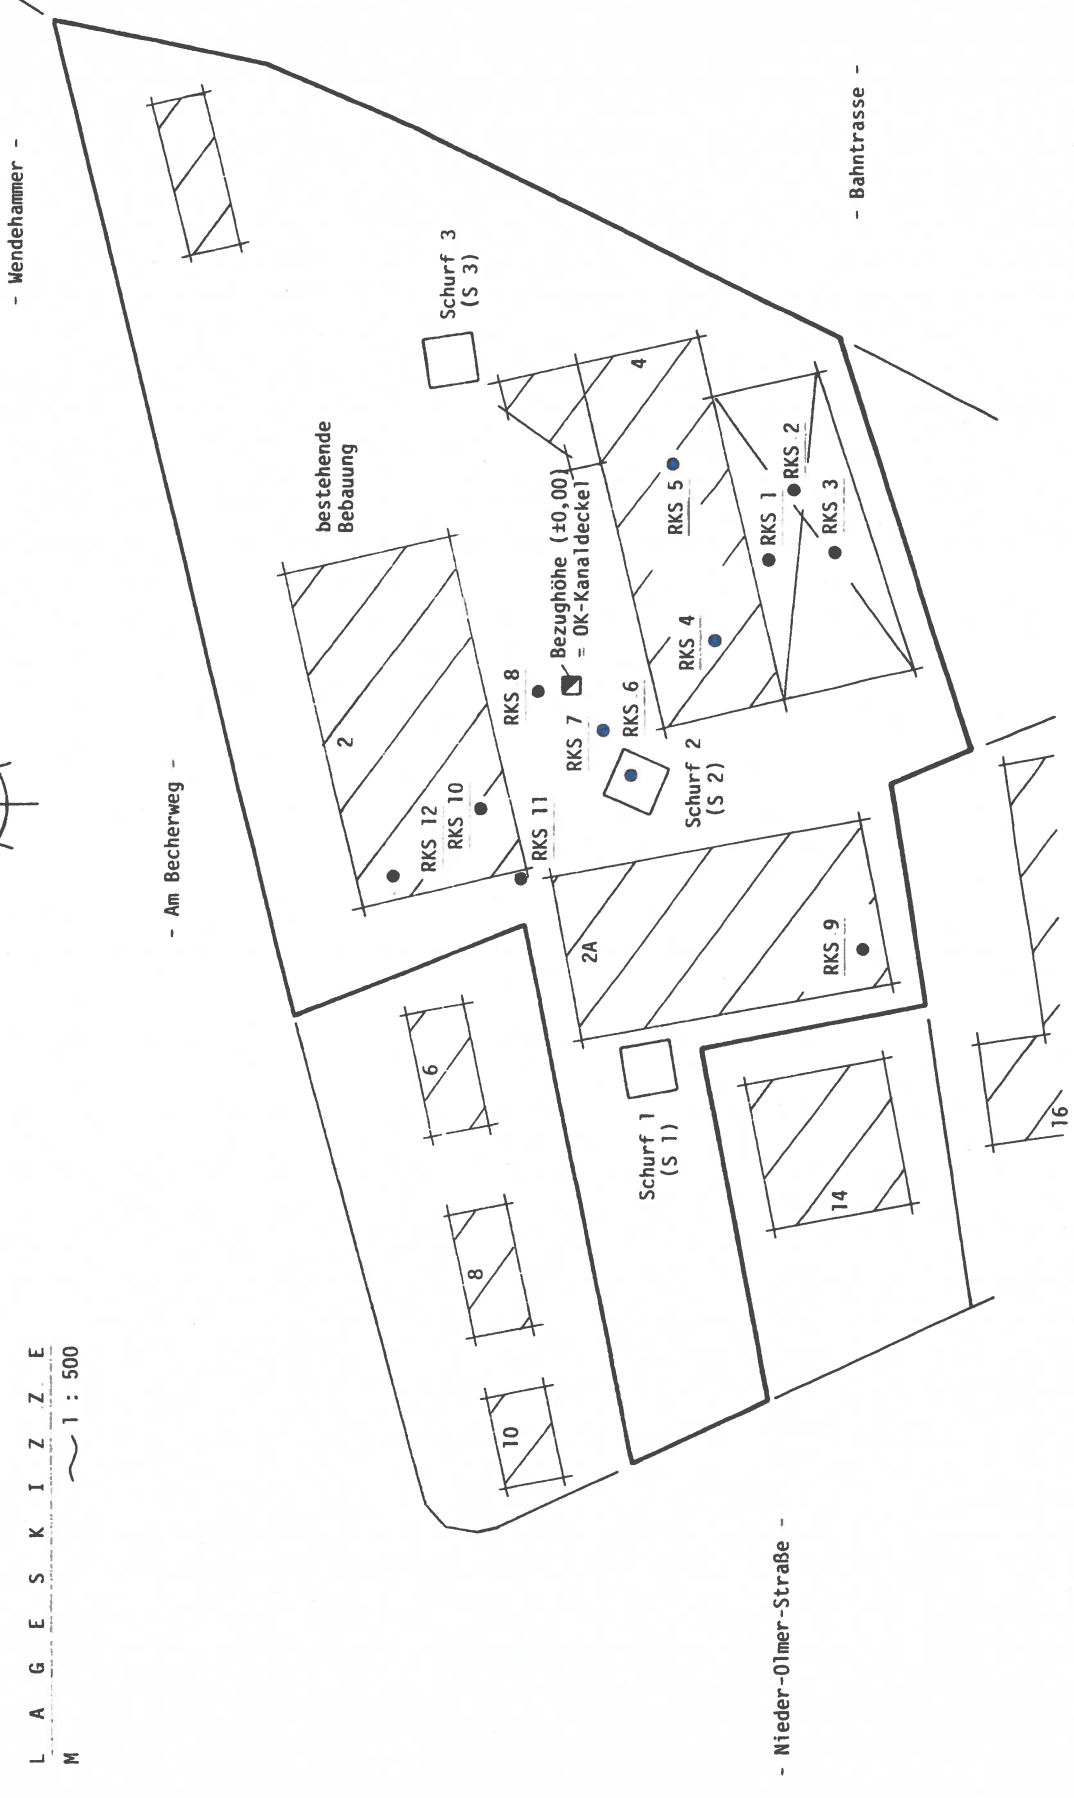 L A G E S K I Z Z E
M ~ 1 : 500
- Am Becherweg -
- Wendehammer -
bestehende
Bebauung
2
RKS 12
RKS 10
RKS 11
RKS 8
Schurf 3
(S 3)
Bezughöhe (±0,00)
= OK-Kanaldeckel
RKS 7
RKS 6
Schurf 2
(S 2)
4
RKS 5
RKS 4
RKS 1
RKS 2
RKS 3
2A
RKS 9
6
8
10
Schurf 1
(S 1)
14
16
- Nieder-Olmer-Straße -
- Bahntrasse -